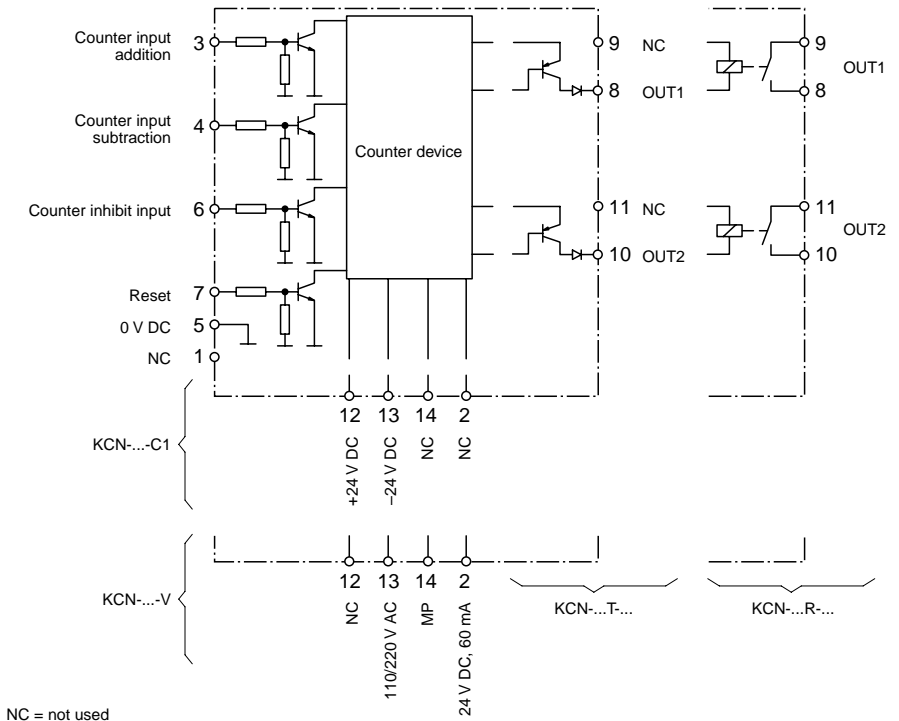 Counter input
addition
3
9 NC
9
OUT1
8 OUT1
8
Counter input
subtraction
4
Counter device
Counter inhibit input 6
11 NC
11
OUT2
10 OUT2
10
Reset 7
0 V DC 5
NC 1
12 13 14 2
KCN-...-C1
+24 V DC
–24 V DC
NC
NC
12 13 14 2
KCN-...-V
NC
110/220 V AC
MP
24 V DC, 60 mA
KCN-...T-...
KCN-...R-...
NC = not used